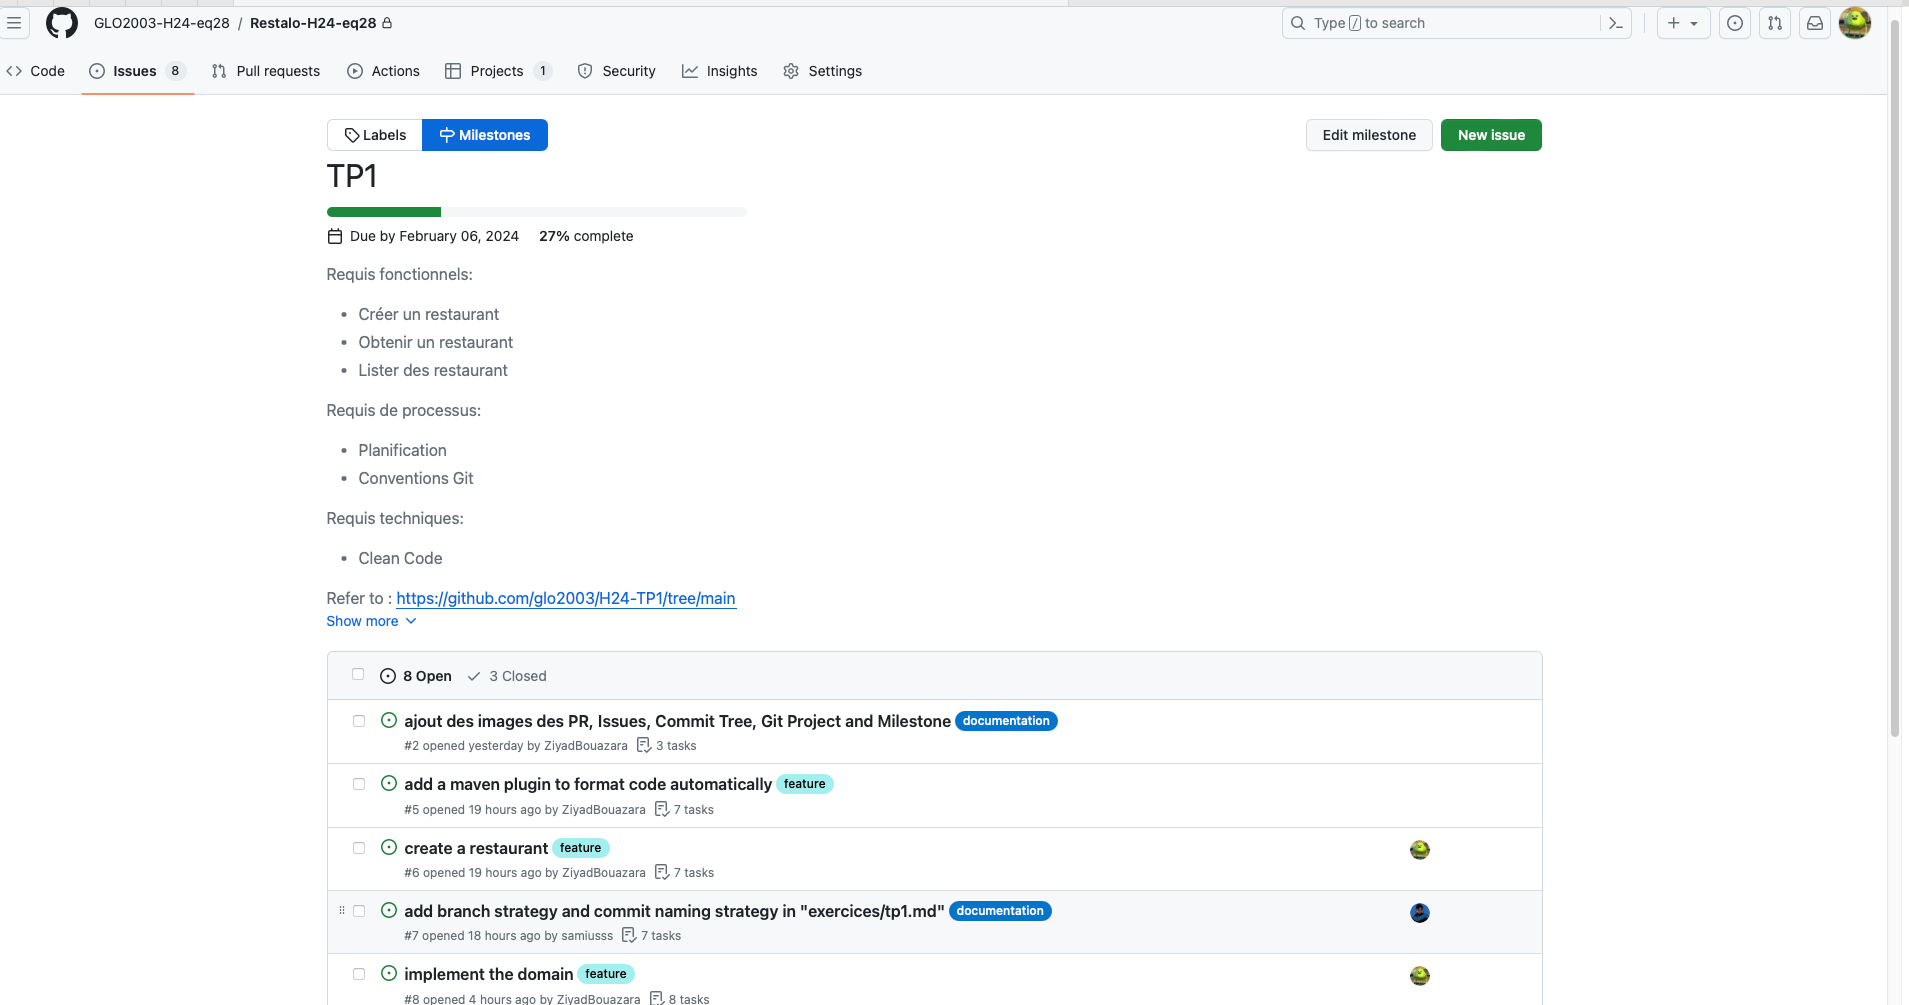 GLO2003-H24-eq28 / Restalo-H24-eq28
Type / to search
Code Issues 8 Pull requests Actions Projects 1 Security Insights Settings
Labels Milestones Edit milestone New issue
TP1
Due by February 06, 2024 27% complete
Requis fonctionnels:
• Créer un restaurant
• Obtenir un restaurant
• Lister des restaurant
Requis de processus:
• Planification
• Conventions Git
Requis techniques:
• Clean Code
Refer to : https://github.com/glo2003/H24-TP1/tree/main
Show more
8 Open 3 Closed
ajout des images des PR, Issues, Commit Tree, Git Project and Milestone documentation
#2 opened yesterday by ZiyadBouazara 3 tasks
add a maven plugin to format code automatically feature
#5 opened 19 hours ago by ZiyadBouazara 7 tasks
create a restaurant feature
#6 opened 19 hours ago by ZiyadBouazara 7 tasks
add branch strategy and commit naming strategy in "exercices/tp1.md" documentation
#7 opened 18 hours ago by samiusss 7 tasks
implement the domain feature
#8 opened 4 hours ago by ZiyadBouazara 8 tasks